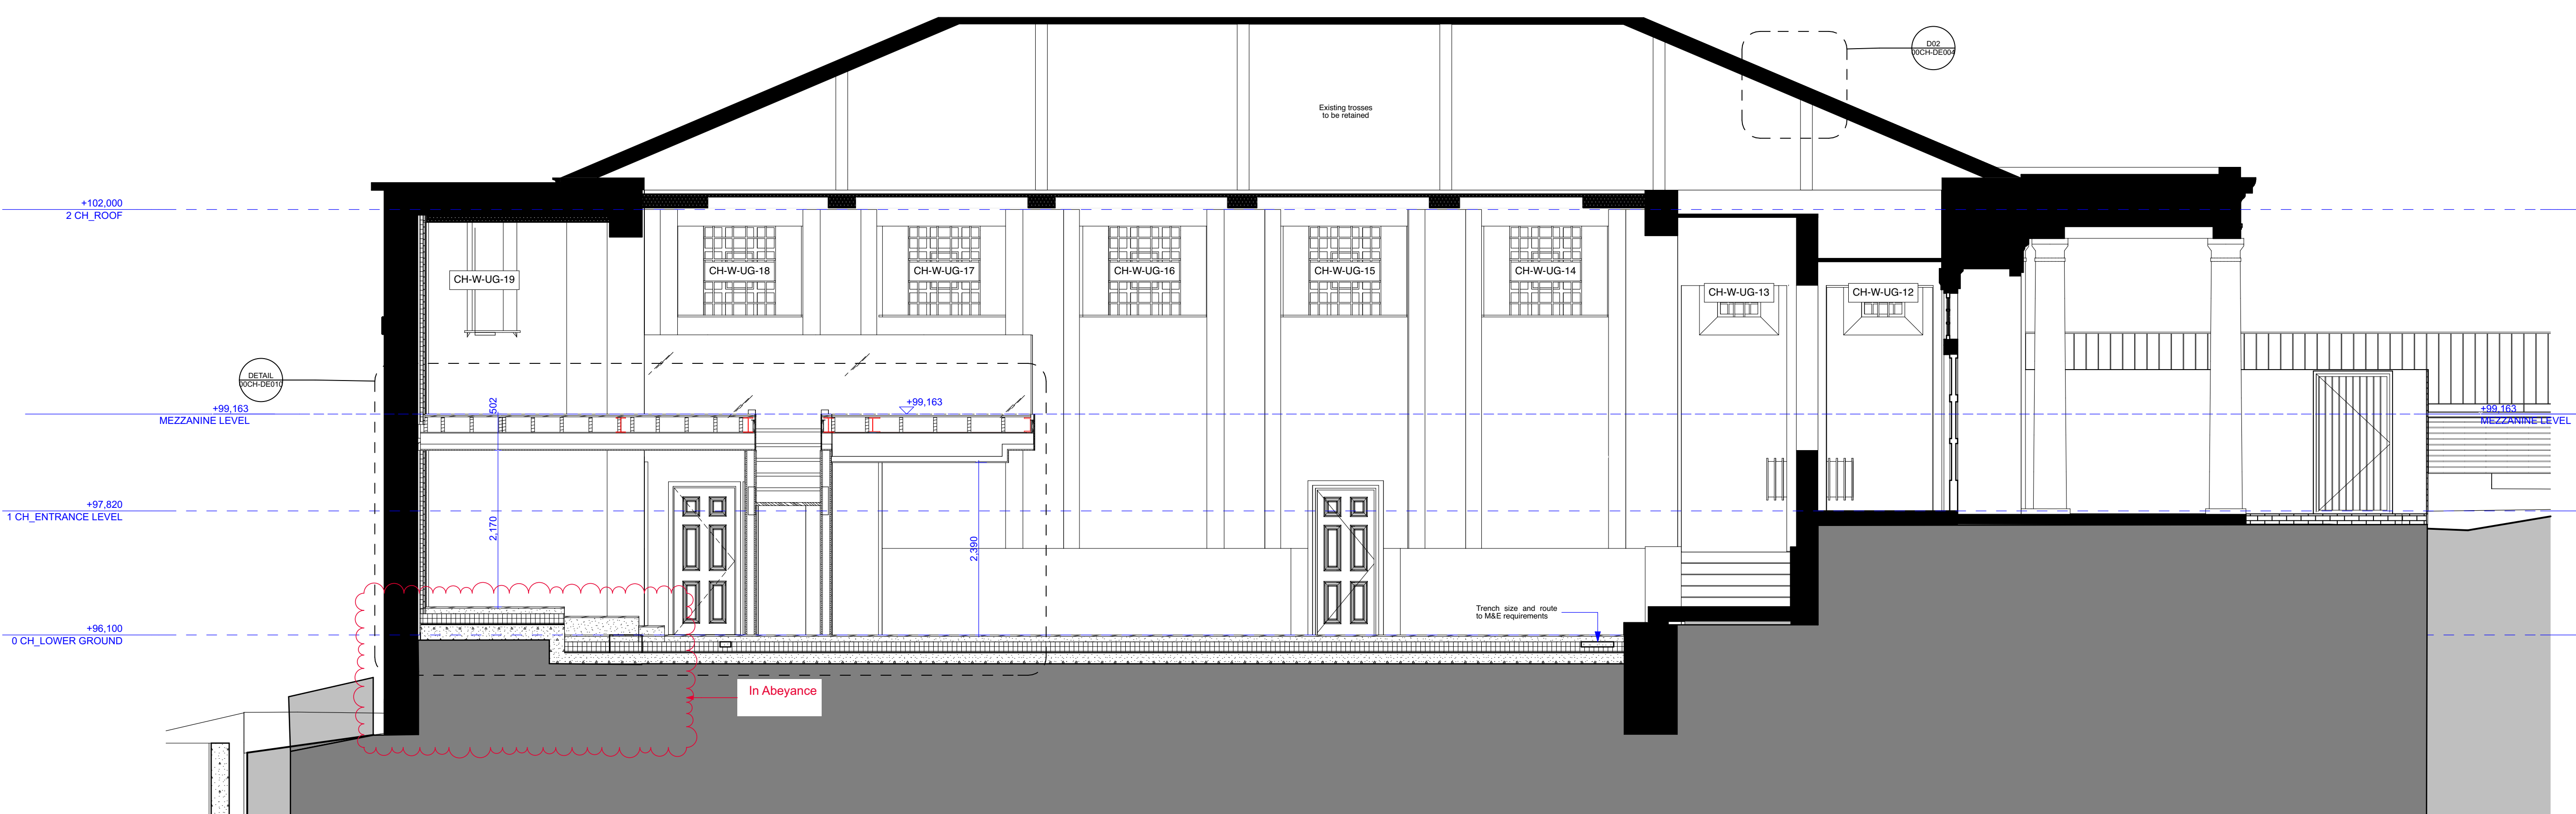 D02
00CH-DE004
Existing trosses
to be retained
+102,000
2 CH_ROOF
CH-W-UG-19
CH-W-UG-18
CH-W-UG-17
CH-W-UG-16
CH-W-UG-15
CH-W-UG-14
CH-W-UG-13
CH-W-UG-12
DETAIL
00CH-DE010
+99,163
MEZZANINE LEVEL
502
+99,163
+99,163
MEZZANINE LEVEL
+97,820
1 CH_ENTRANCE LEVEL
2,170
2,390
Trench size and route
to M&E requirements
+96,100
0 CH_LOWER GROUND
In Abeyance